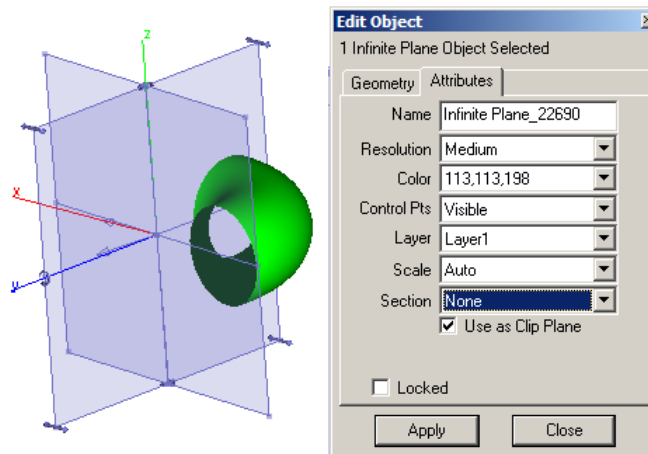 z
x
y
Edit Object
1 Infinite Plane Object Selected
Geometry Attributes
Name Infinite Plane_22690
Resolution Medium
Color 113,113,198
Control Pts Visible
Layer Layer1
Scale Auto
Section None
Use as Clip Plane
Locked
Apply Close